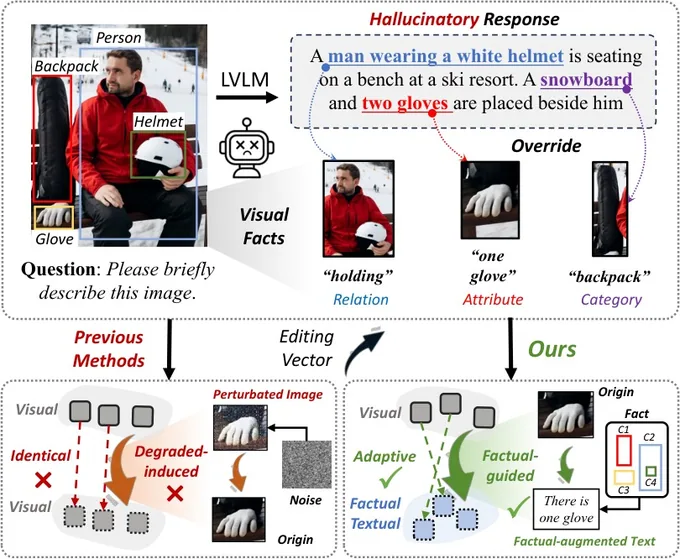 Hallucinatory Response
Person
Backpack
Helmet
Glove
LVLM
A man wearing a white helmet is seating
on a bench at a ski resort. A snowboard
and two gloves are placed beside him
Override
Visual
Facts
Question: Please briefly
describe this image.
"holding"
Relation
"one
glove"
Attribute
"backpack"
Category
Previous
Methods
Editing
Vector
Ours
Visual
Identical
Degraded-
induced
Visual
Perturbated Image
Noise
Origin
Visual
Adaptive
Factual
Textual
Factual-
guided
Origin
Fact
C1
C2
C3
C4
There is
one glove
Factual-augmented Text